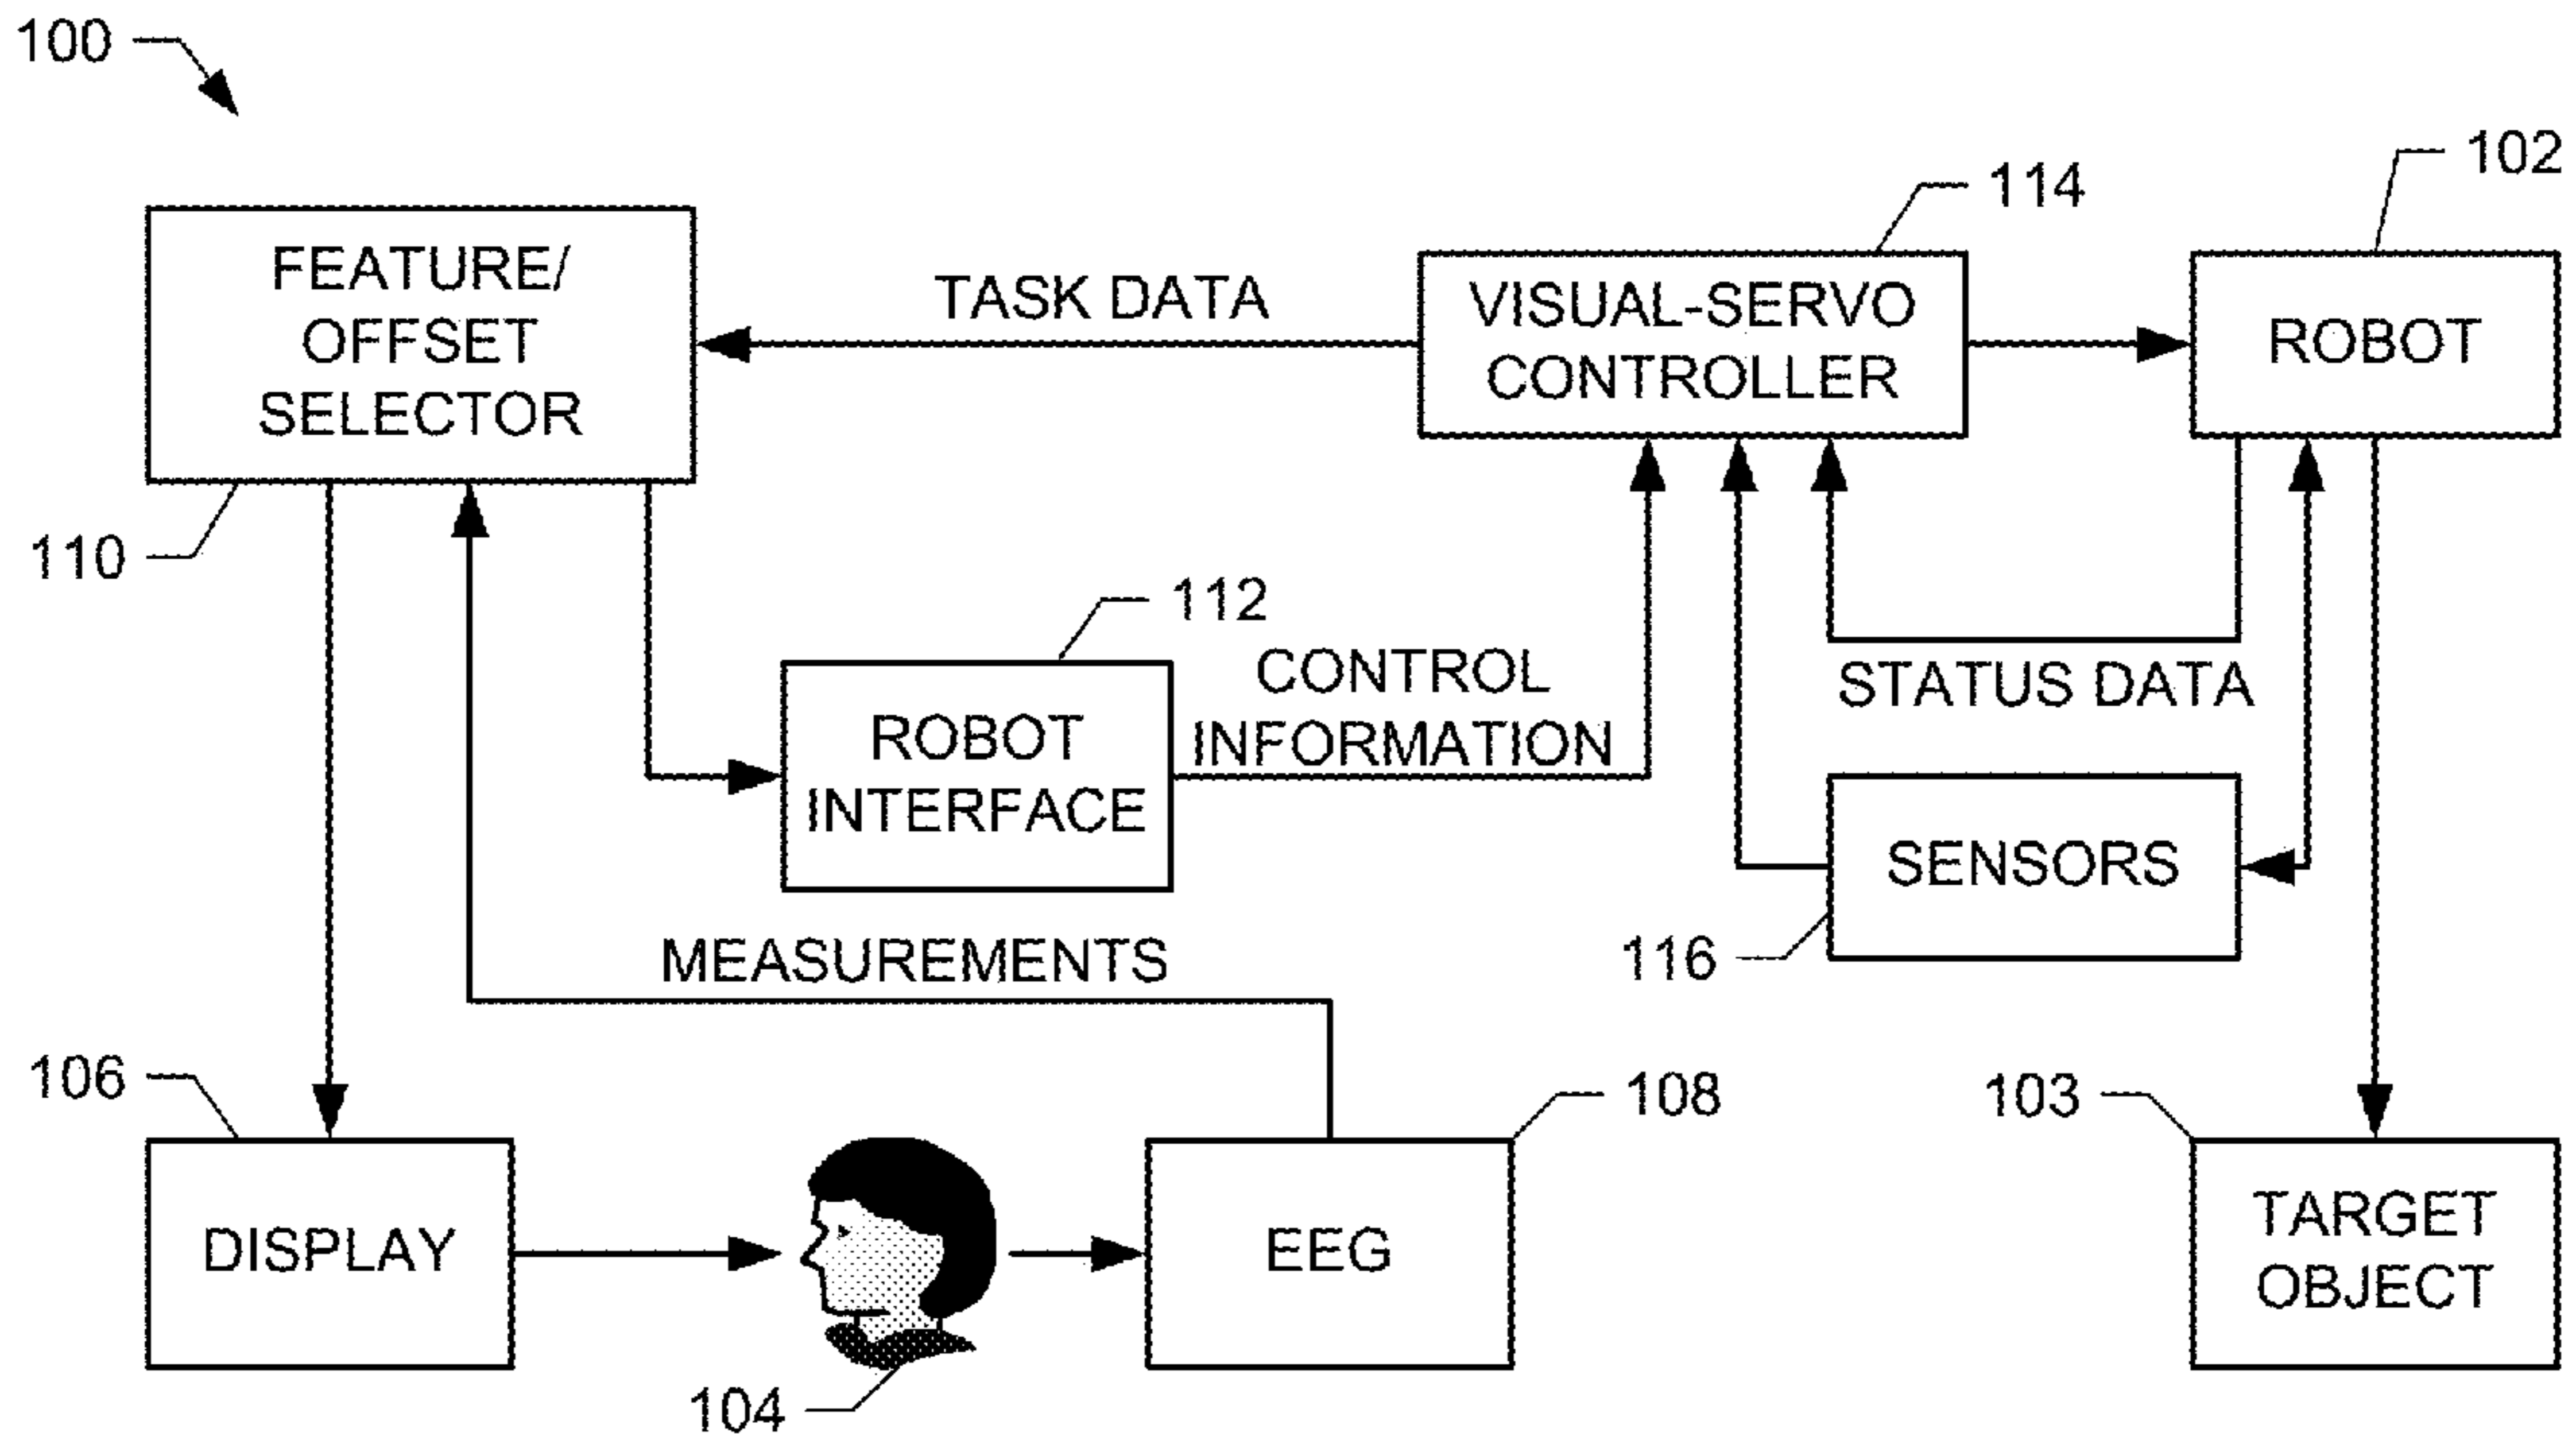 100
102
114
FEATURE/
OFFSET
SELECTOR
TASK DATA
VISUAL-SERVO
CONTROLLER
ROBOT
110
112
CONTROL
INFORMATION
STATUS DATA
ROBOT
INTERFACE
SENSORS
116
MEASUREMENTS
106
108
103
DISPLAY
EEG
TARGET
OBJECT
104